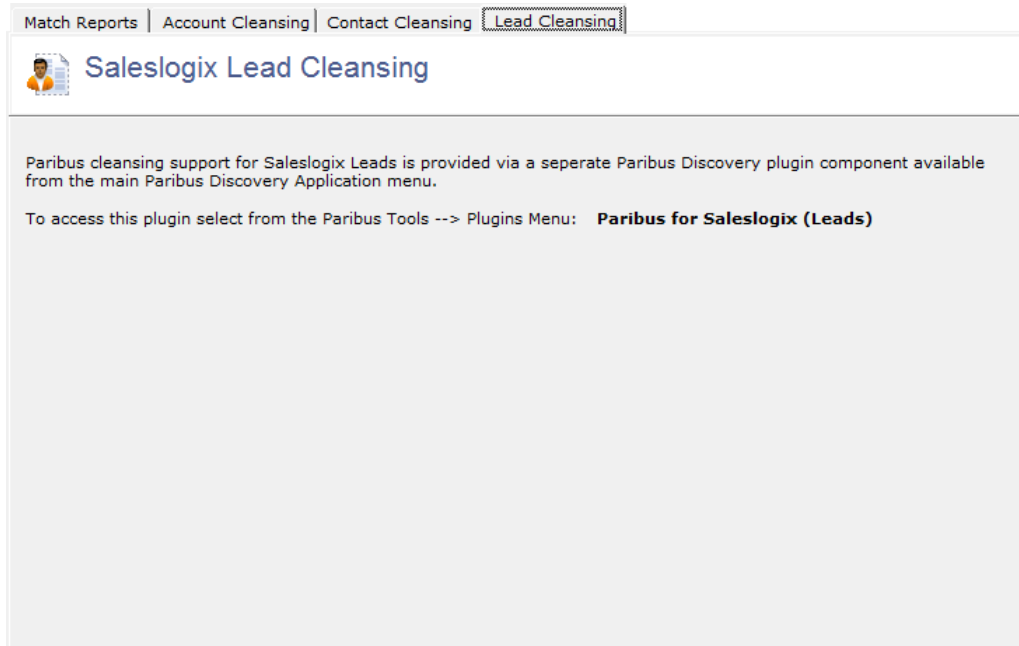 Match Reports Account Cleansing Contact Cleansing Lead Cleansing
Saleslogix Lead Cleansing
Paribus cleansing support for Saleslogix Leads is provided via a seperate Paribus Discovery plugin component available
from the main Paribus Discovery Application menu.
To access this plugin select from the Paribus Tools --> Plugins Menu: Paribus for Saleslogix (Leads)